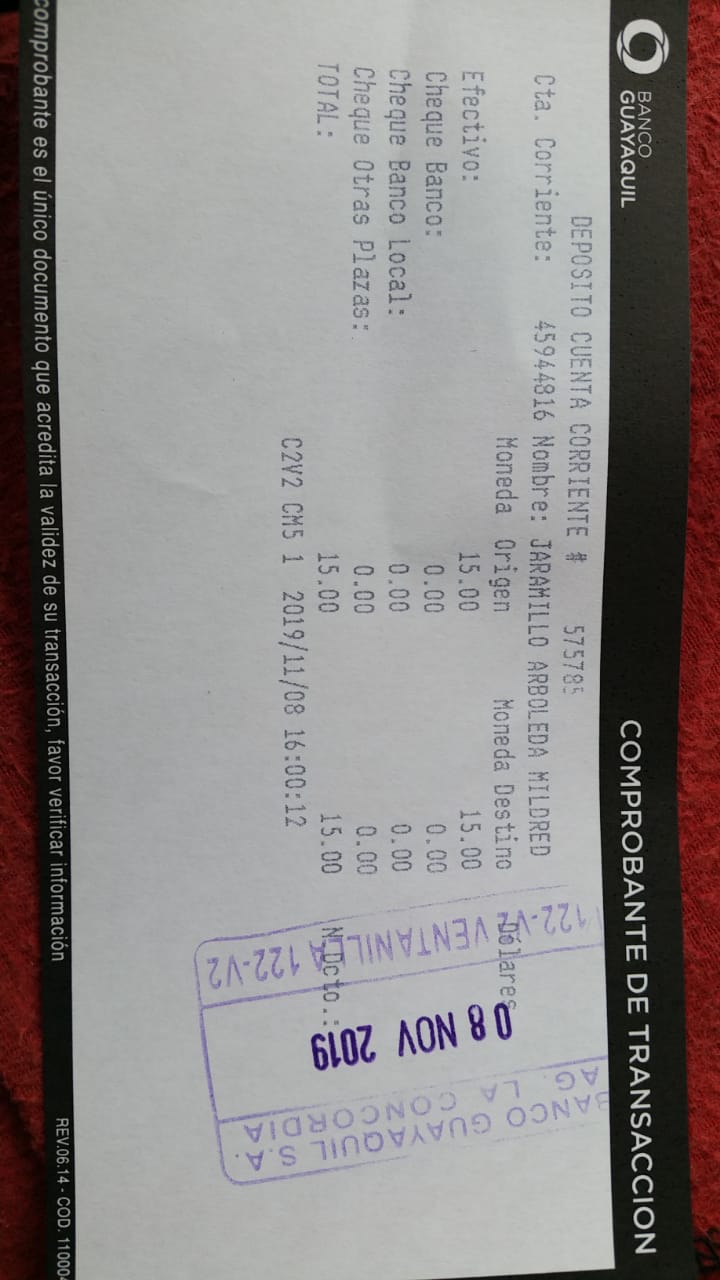 BANCO
GUAYAQUIL
COMPROBANTE DE TRANSACCION
DEPOSITO CUENTA CORRIENTE # 575785
Cta. Corriente: 45944816 Nombre: JARAMILLO ARBOLEDA MILDRED
Moneda Origen Moneda Destino Dólares
Efectivo: 15.00 15.00
Cheque Banco: 0.00 0.00
Cheque Banco Local: 0.00 0.00
Cheque Otras Plazas: 0.00 0.00
TOTAL: 15.00 15.00 N.Dcto.:
C2V2 CM5 1 2019/11/08 16:00:12
BANCO GUAYAQUIL S.A.
AG. LA CONCORDIA
08 NOV 2019
122-V2 VENTANILLA 122-V2
comprobante es el único documento que acredita la validez de su transacción, favor verificar información
REV.06.14 - COD. 110004